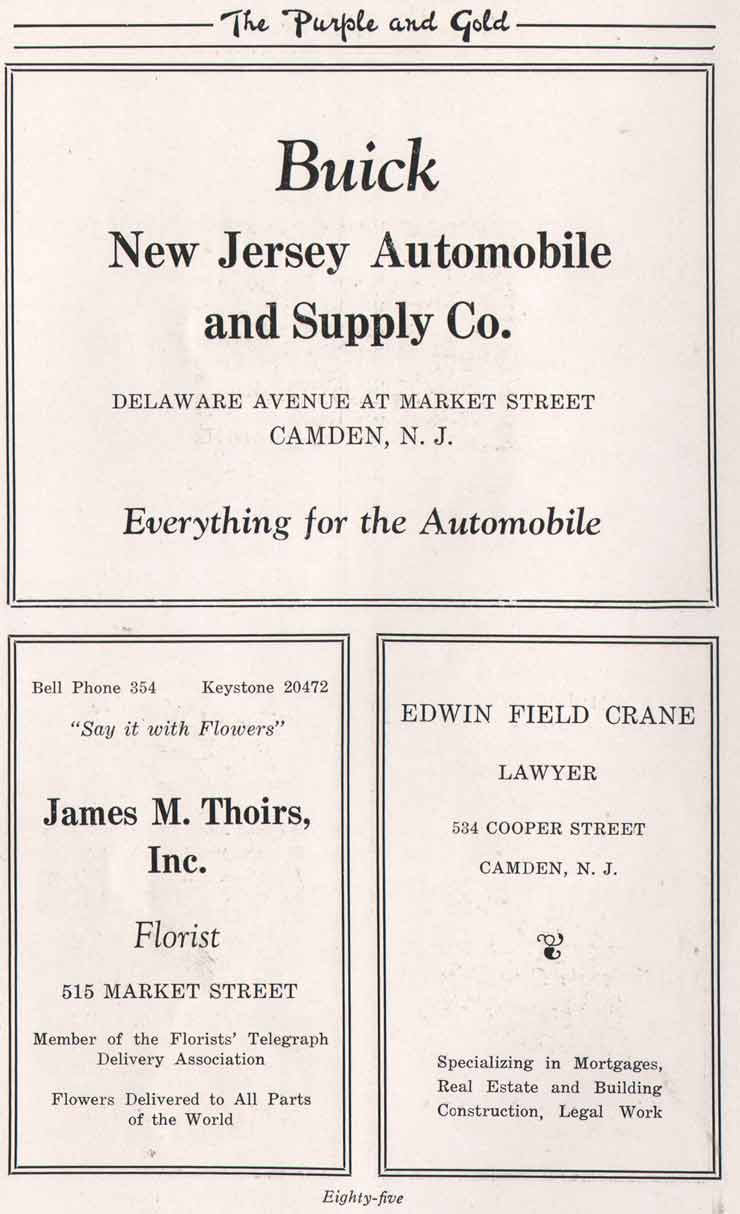 The Purple and Gold
Buick
New Jersey Automobile
and Supply Co.
DELAWARE AVENUE AT MARKET STREET
CAMDEN, N. J.
Everything for the Automobile
Bell Phone 354 Keystone 20472
“Say it with Flowers”
James M. Thoirs,
Inc.
Florist
515 MARKET STREET
Member of the Florists’ Telegraph
Delivery Association
Flowers Delivered to All Parts
of the World
EDWIN FIELD CRANE
LAWYER
534 COOPER STREET
CAMDEN, N. J.
Specializing in Mortgages,
Real Estate and Building
Construction, Legal Work
Eighty-five